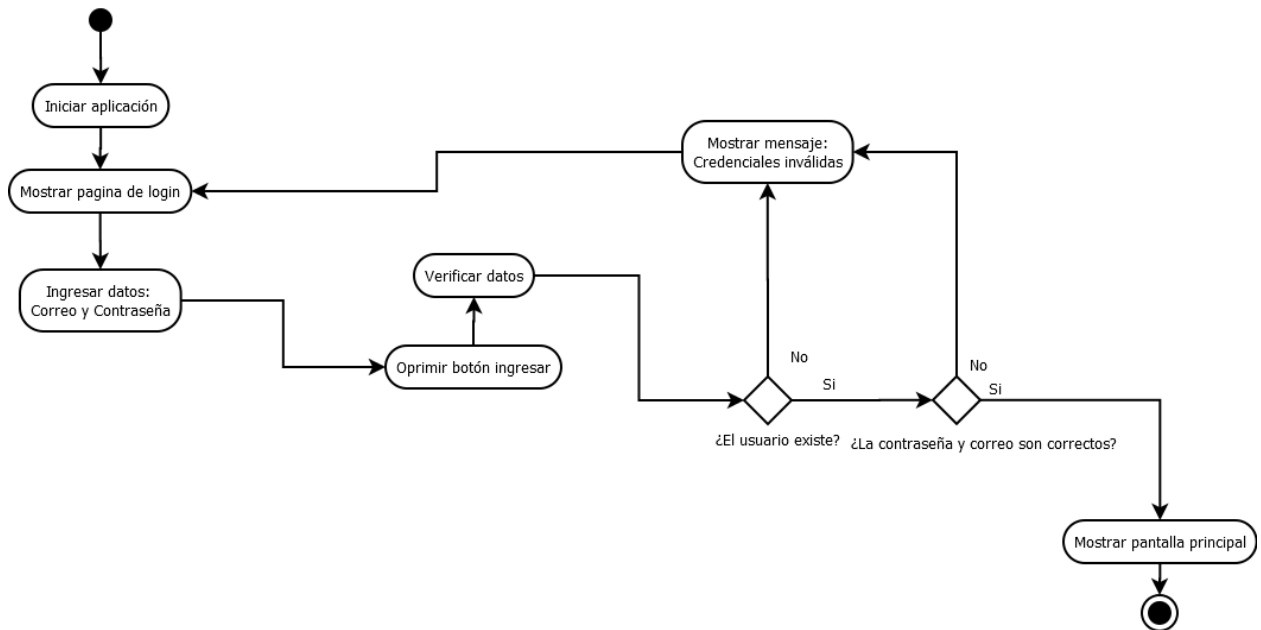 Iniciar aplicación
Mostrar pagina de login
Ingresar datos:
Correo y Contraseña
Oprimir botón ingresar
Verificar datos
Mostrar mensaje:
Credenciales inválidas
No
Si
¿El usuario existe?
No
Si
¿La contraseña y correo son correctos?
Mostrar pantalla principal